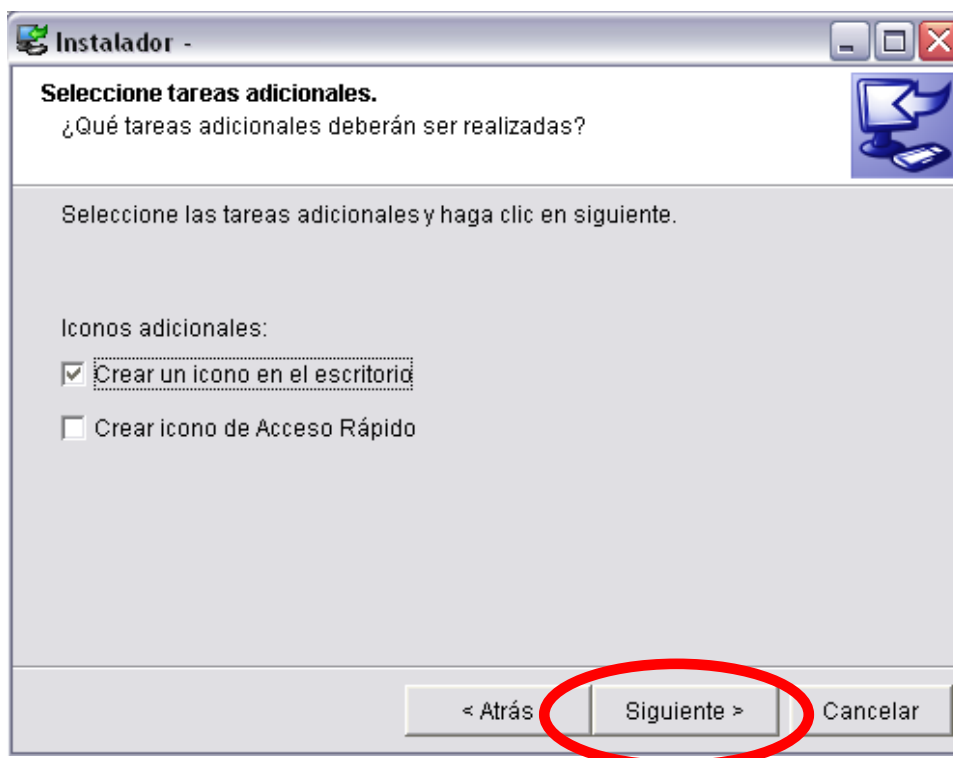 Instalador -
Seleccione tareas adicionales.
¿Qué tareas adicionales deberán ser realizadas?
Seleccione las tareas adicionales y haga clic en siguiente.
Iconos adicionales:
Crear un icono en el escritorio
Crear icono de Acceso Rápido
< Atrás Siguiente > Cancelar